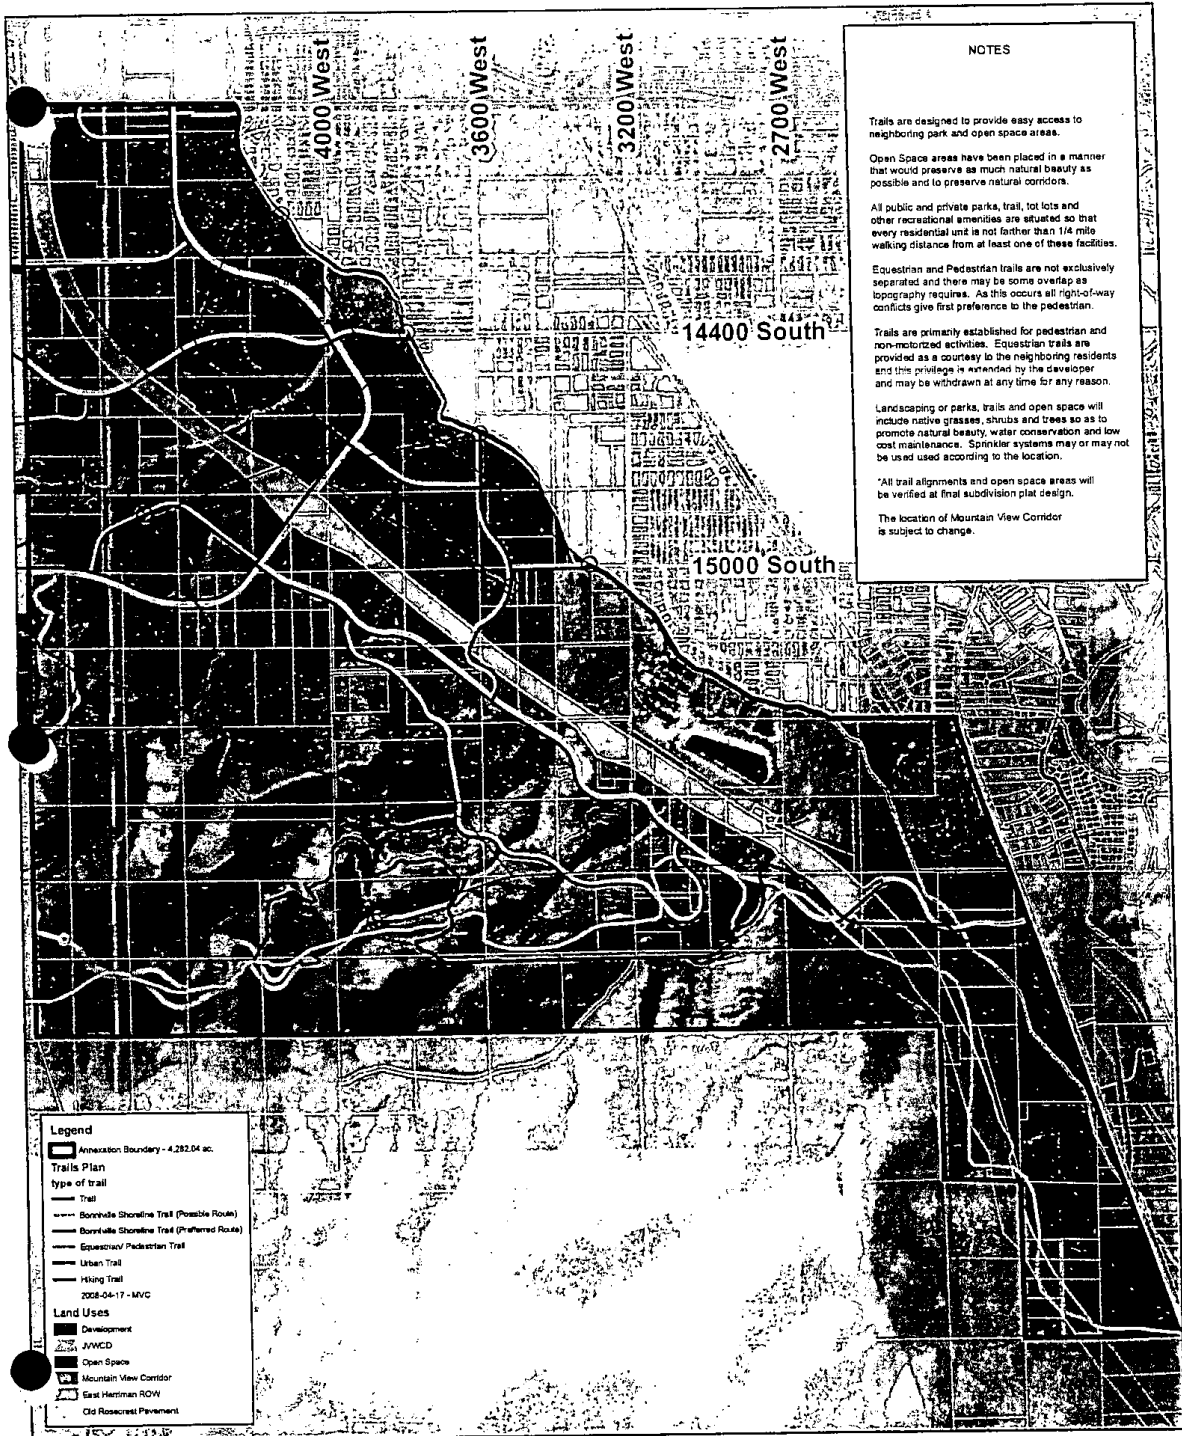 4000 West
3600 West
3200 West
2700 West
14400 South
15000 South
NOTES
Trails are designed to provide easy access to
neighboring park and open space areas.
Open Space areas have been placed in a manner
that would preserve as much natural beauty as
possible and to preserve natural corridors.
All public and private parks, trail, tot lots and
other recreational amenities are situated so that
every residential unit is not farther than 1/4 mile
walking distance from at least one of these facilities.
Equestrian and Pedestrian trails are not exclusively
separated and there may be some overlap as
topography requires. As this occurs all right-of-way
conflicts give first preference to the pedestrian.
Trails are primarily established for pedestrian and
non-motorized activities. Equestrian trails are
provided as a courtesy to the neighboring residents
and this privilege is extended by the developer
and may be withdrawn at any time for any reason.
Landscaping or parks, trails and open space will
include native grasses, shrubs and trees so as to
promote natural beauty, water conservation and low
cost maintenance. Sprinkler systems may or may not
be used used according to the location.
*All trail alignments and open space areas will
be verified at final subdivision plat design.
The location of Mountain View Corridor
is subject to change.
Legend
Annexation Boundary - 4,282.04 ac.
Trails Plan
type of trail
Trail
Bonnville Shoreline Trail (Possible Route)
Bonnville Shoreline Trail (Preferred Route)
Equestrian/ Pedestrian Trail
Urban Trail
Hiking Trail
2008-04-17 - MVC
Land Uses
Development
JVWCD
Open Space
Mountain View Corridor
East Herriman ROW
Old Rosecrest Pavement